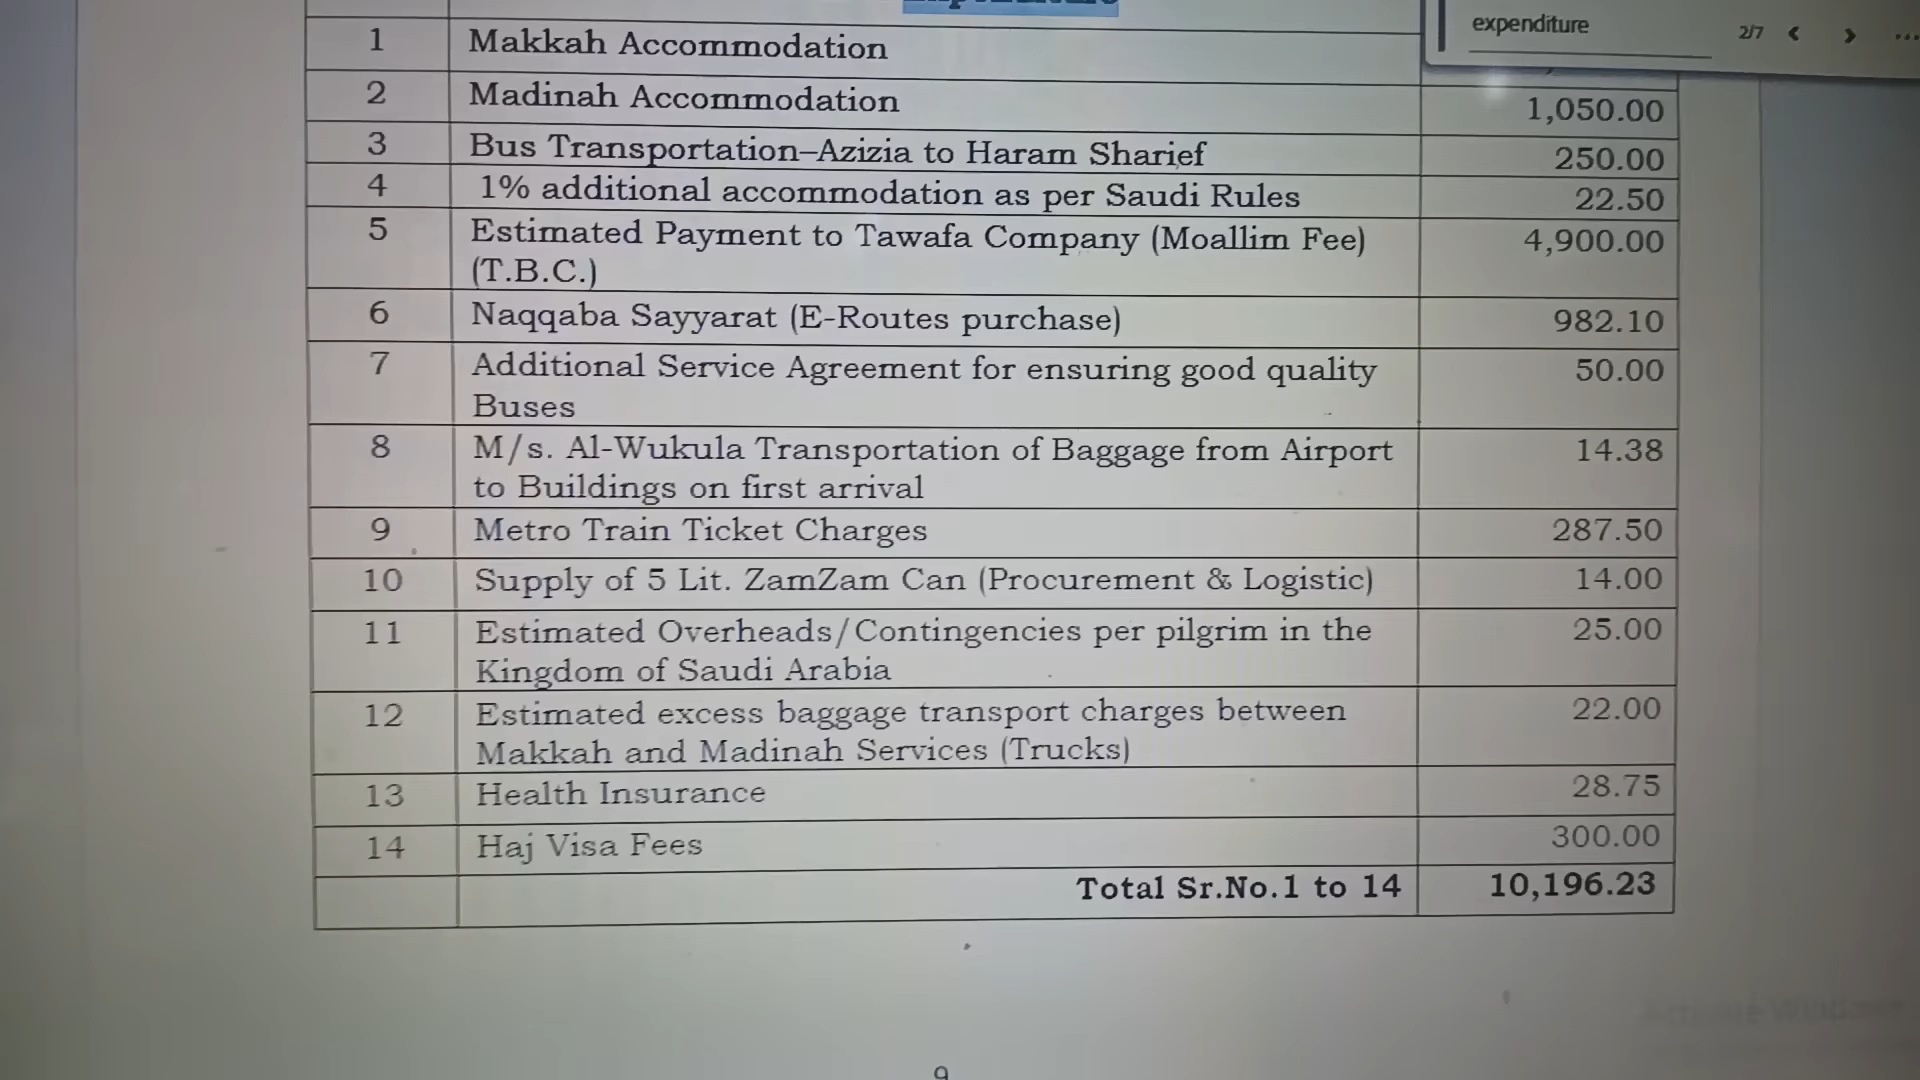 expenditure 2/7
1 Makkah Accommodation
2 Madinah Accommodation 1,050.00
3 Bus Transportation–Azizia to Haram Sharief 250.00
4 1% additional accommodation as per Saudi Rules 22.50
5 Estimated Payment to Tawafa Company (Moallim Fee) 4,900.00
(T.B.C.)
6 Naqqaba Sayyarat (E-Routes purchase) 982.10
7 Additional Service Agreement for ensuring good quality 50.00
Buses
8 M/s. Al-Wukula Transportation of Baggage from Airport 14.38
to Buildings on first arrival
9 Metro Train Ticket Charges 287.50
10 Supply of 5 Lit. ZamZam Can (Procurement & Logistic) 14.00
11 Estimated Overheads/Contingencies per pilgrim in the 25.00
Kingdom of Saudi Arabia
12 Estimated excess baggage transport charges between 22.00
Makkah and Madinah Services (Trucks)
13 Health Insurance 28.75
14 Haj Visa Fees 300.00
Total Sr.No.1 to 14 10,196.23
Activate Windows
9